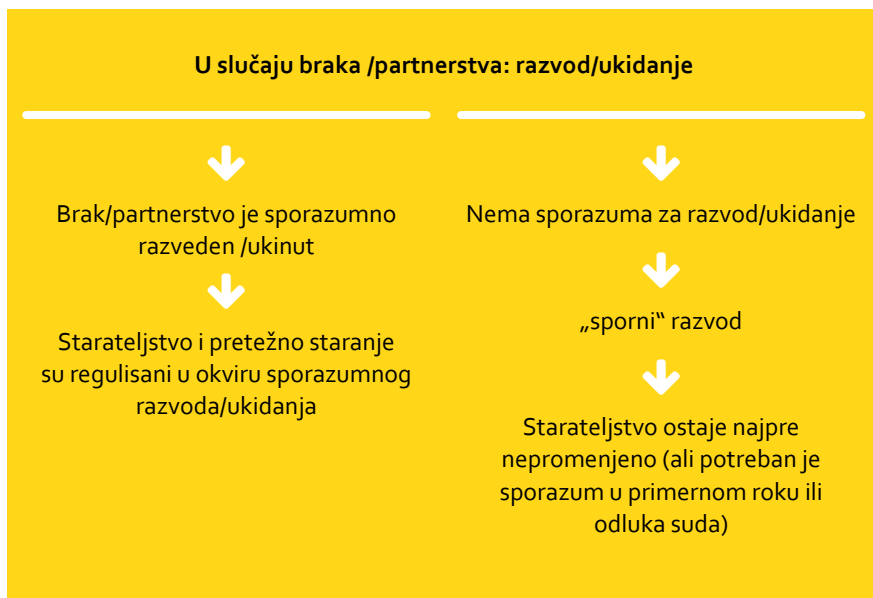 U slučaju braka /partnerstva: razvod/ukidanje
Brak/partnerstvo je sporazumno
razveden /ukinut
Starateljstvo i pretežno staranje
su regulisani u okviru sporazumnog
razvoda/ukidanja
Nema sporazuma za razvod/ukidanje
„sporni“ razvod
Starateljstvo ostaje najpre
nepromenjeno (ali potreban je
sporazum u primernom roku ili
odluka suda)